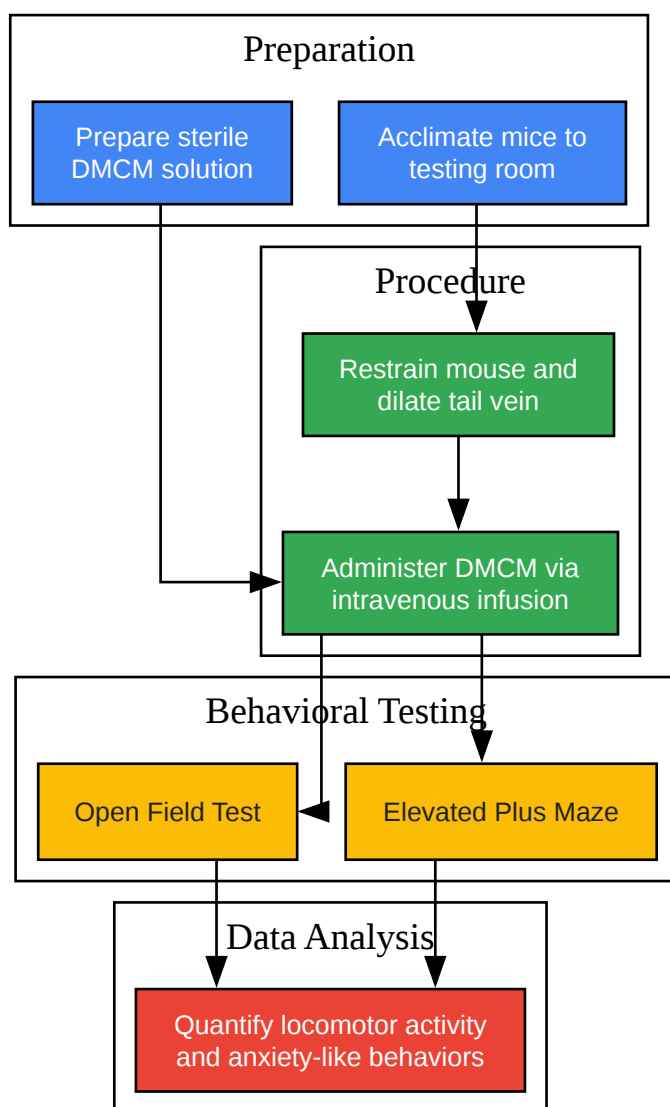 Preparation
Prepare sterile
DMCM solution
Acclimate mice to
testing room
Procedure
Restrain mouse and
dilate tail vein
Administer DMCM via
intravenous infusion
Behavioral Testing
Open Field Test
Elevated Plus Maze
Data Analysis
Quantify locomotor activity
and anxiety-like behaviors